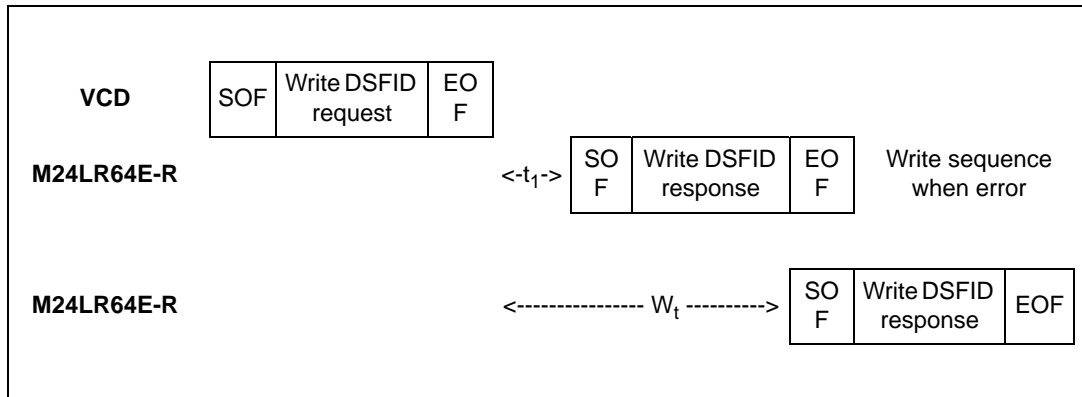 VCD SOF Write DSFID request EO F
M24LR64E-R <-t1-> SO F Write DSFID response EO F Write sequence when error
M24LR64E-R <---------------- Wt ----------> SO F Write DSFID response EOF